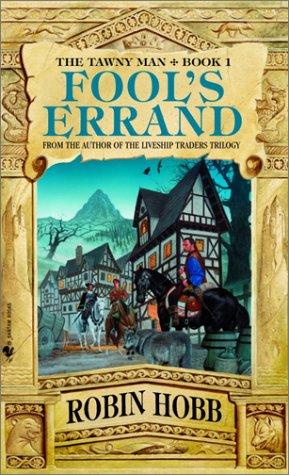 THE TAWNY MAN + BOOK 1
FOOL'S
ERRAND
FROM THE AUTHOR OF THE LIVESHIP TRADERS TRILOGY
ROBIN HOBB